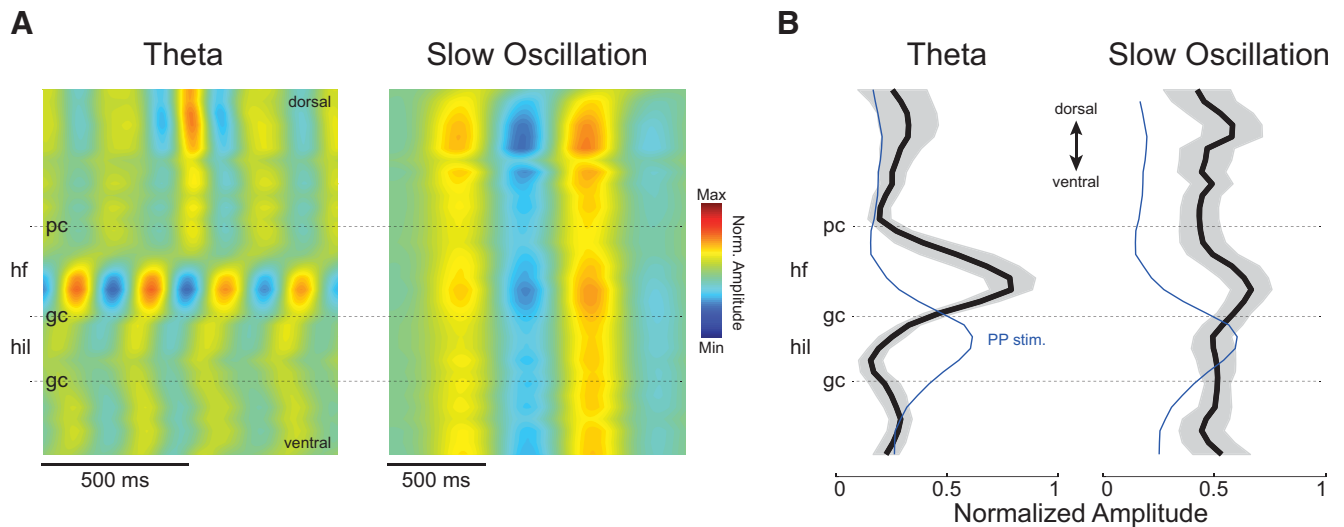 A
Theta
Slow Oscillation
dorsal
pc
hf
gc
hil
gc
ventral
500 ms
500 ms
Max
Norm. Amplitude
Min
B
Theta
Slow Oscillation
dorsal
ventral
pc
hf
gc
hil
gc
PP stim.
0
0.5
1
0
0.5
1
Normalized Amplitude